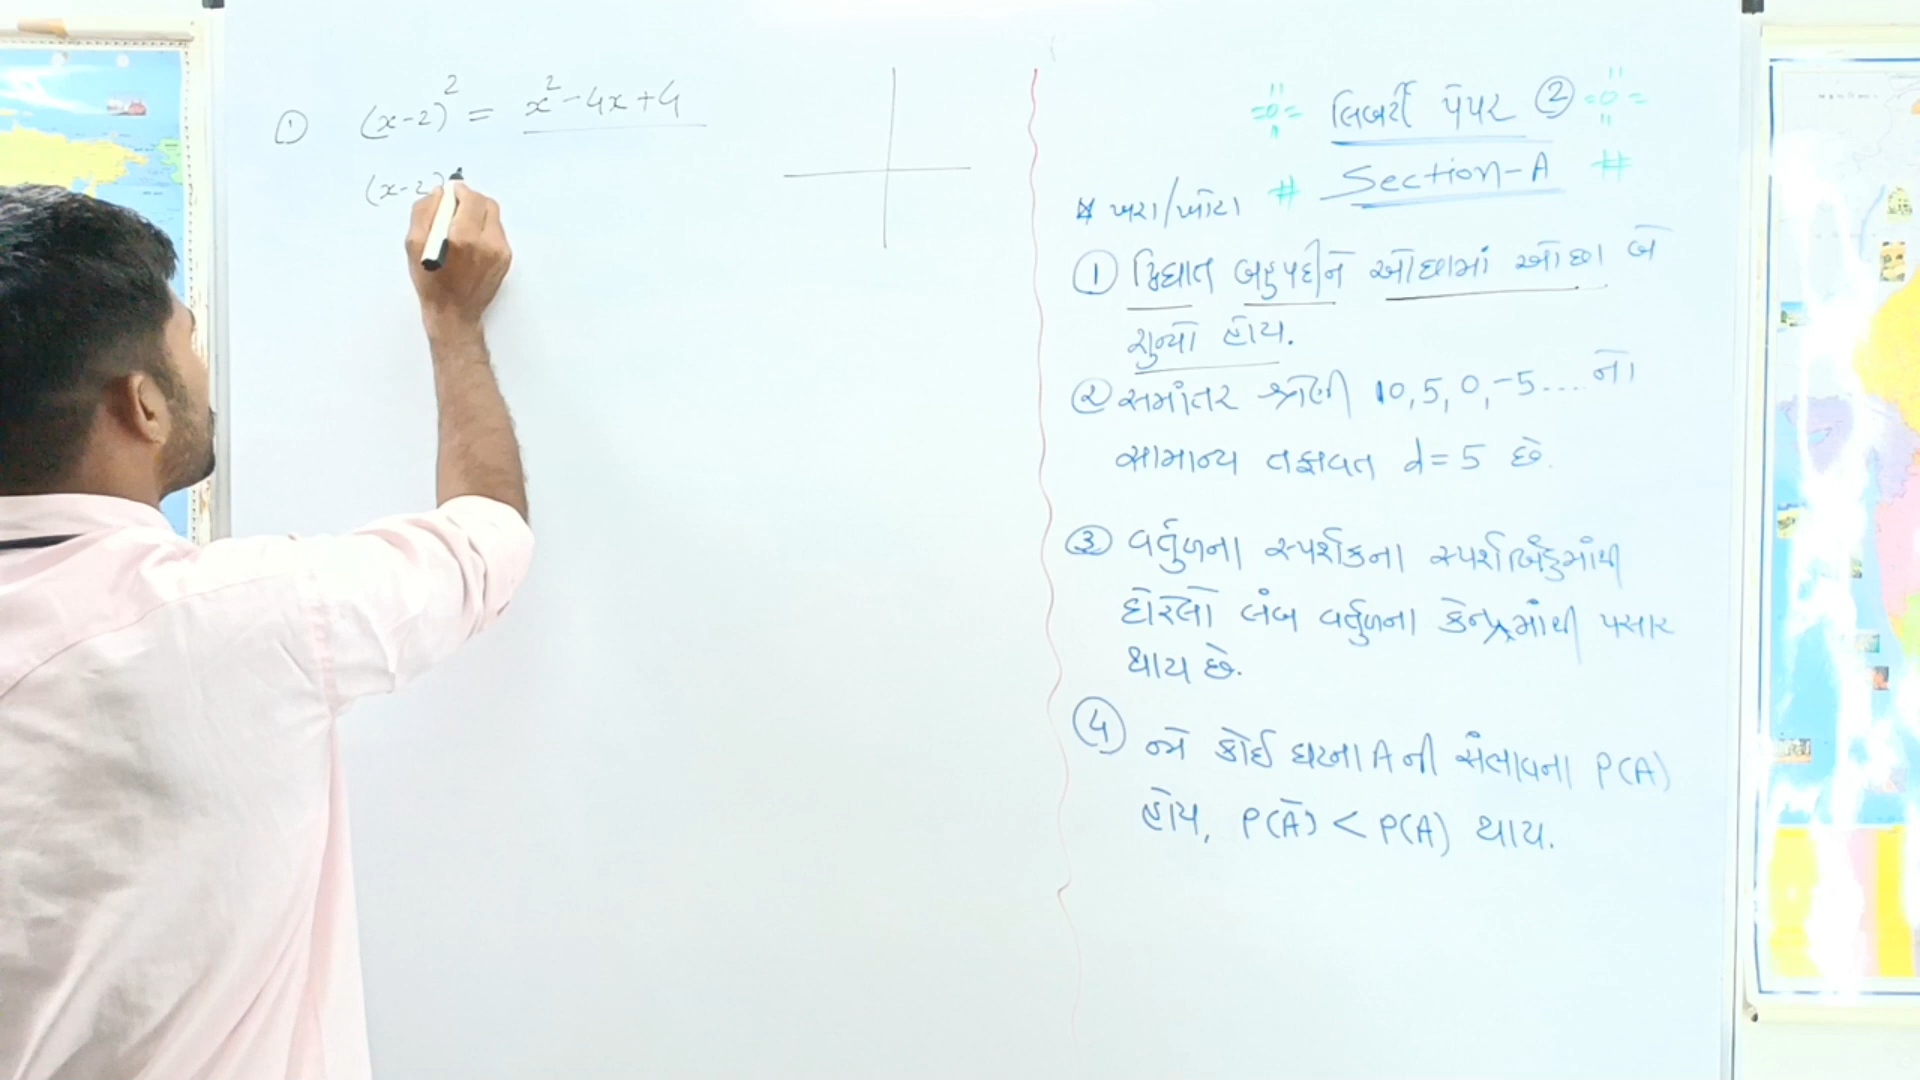 ① (x-2)² = x²-4x+4
(x-2)
લિબર્ટી પેપર ②
Section-A
* ખરા/ખોટા
① દ્વિઘાત બહુપદીને ઓછામાં ઓછા બે
શુન્યો હોય.
② સમાંતર શ્રેણી 10, 5, 0, -5.... નો
સામાન્ય તફાવત d=5 છે.
③ વર્તુળના સ્પર્શકના સ્પર્શબિંદુમાંથી
દોરેલો લંબ વર્તુળના કેન્દ્રમાંથી પસાર
થાય છે.
④ જો કોઈ ઘટના A ની સંભાવના P(A)
હોય, P(Ā) < P(A) થાય.